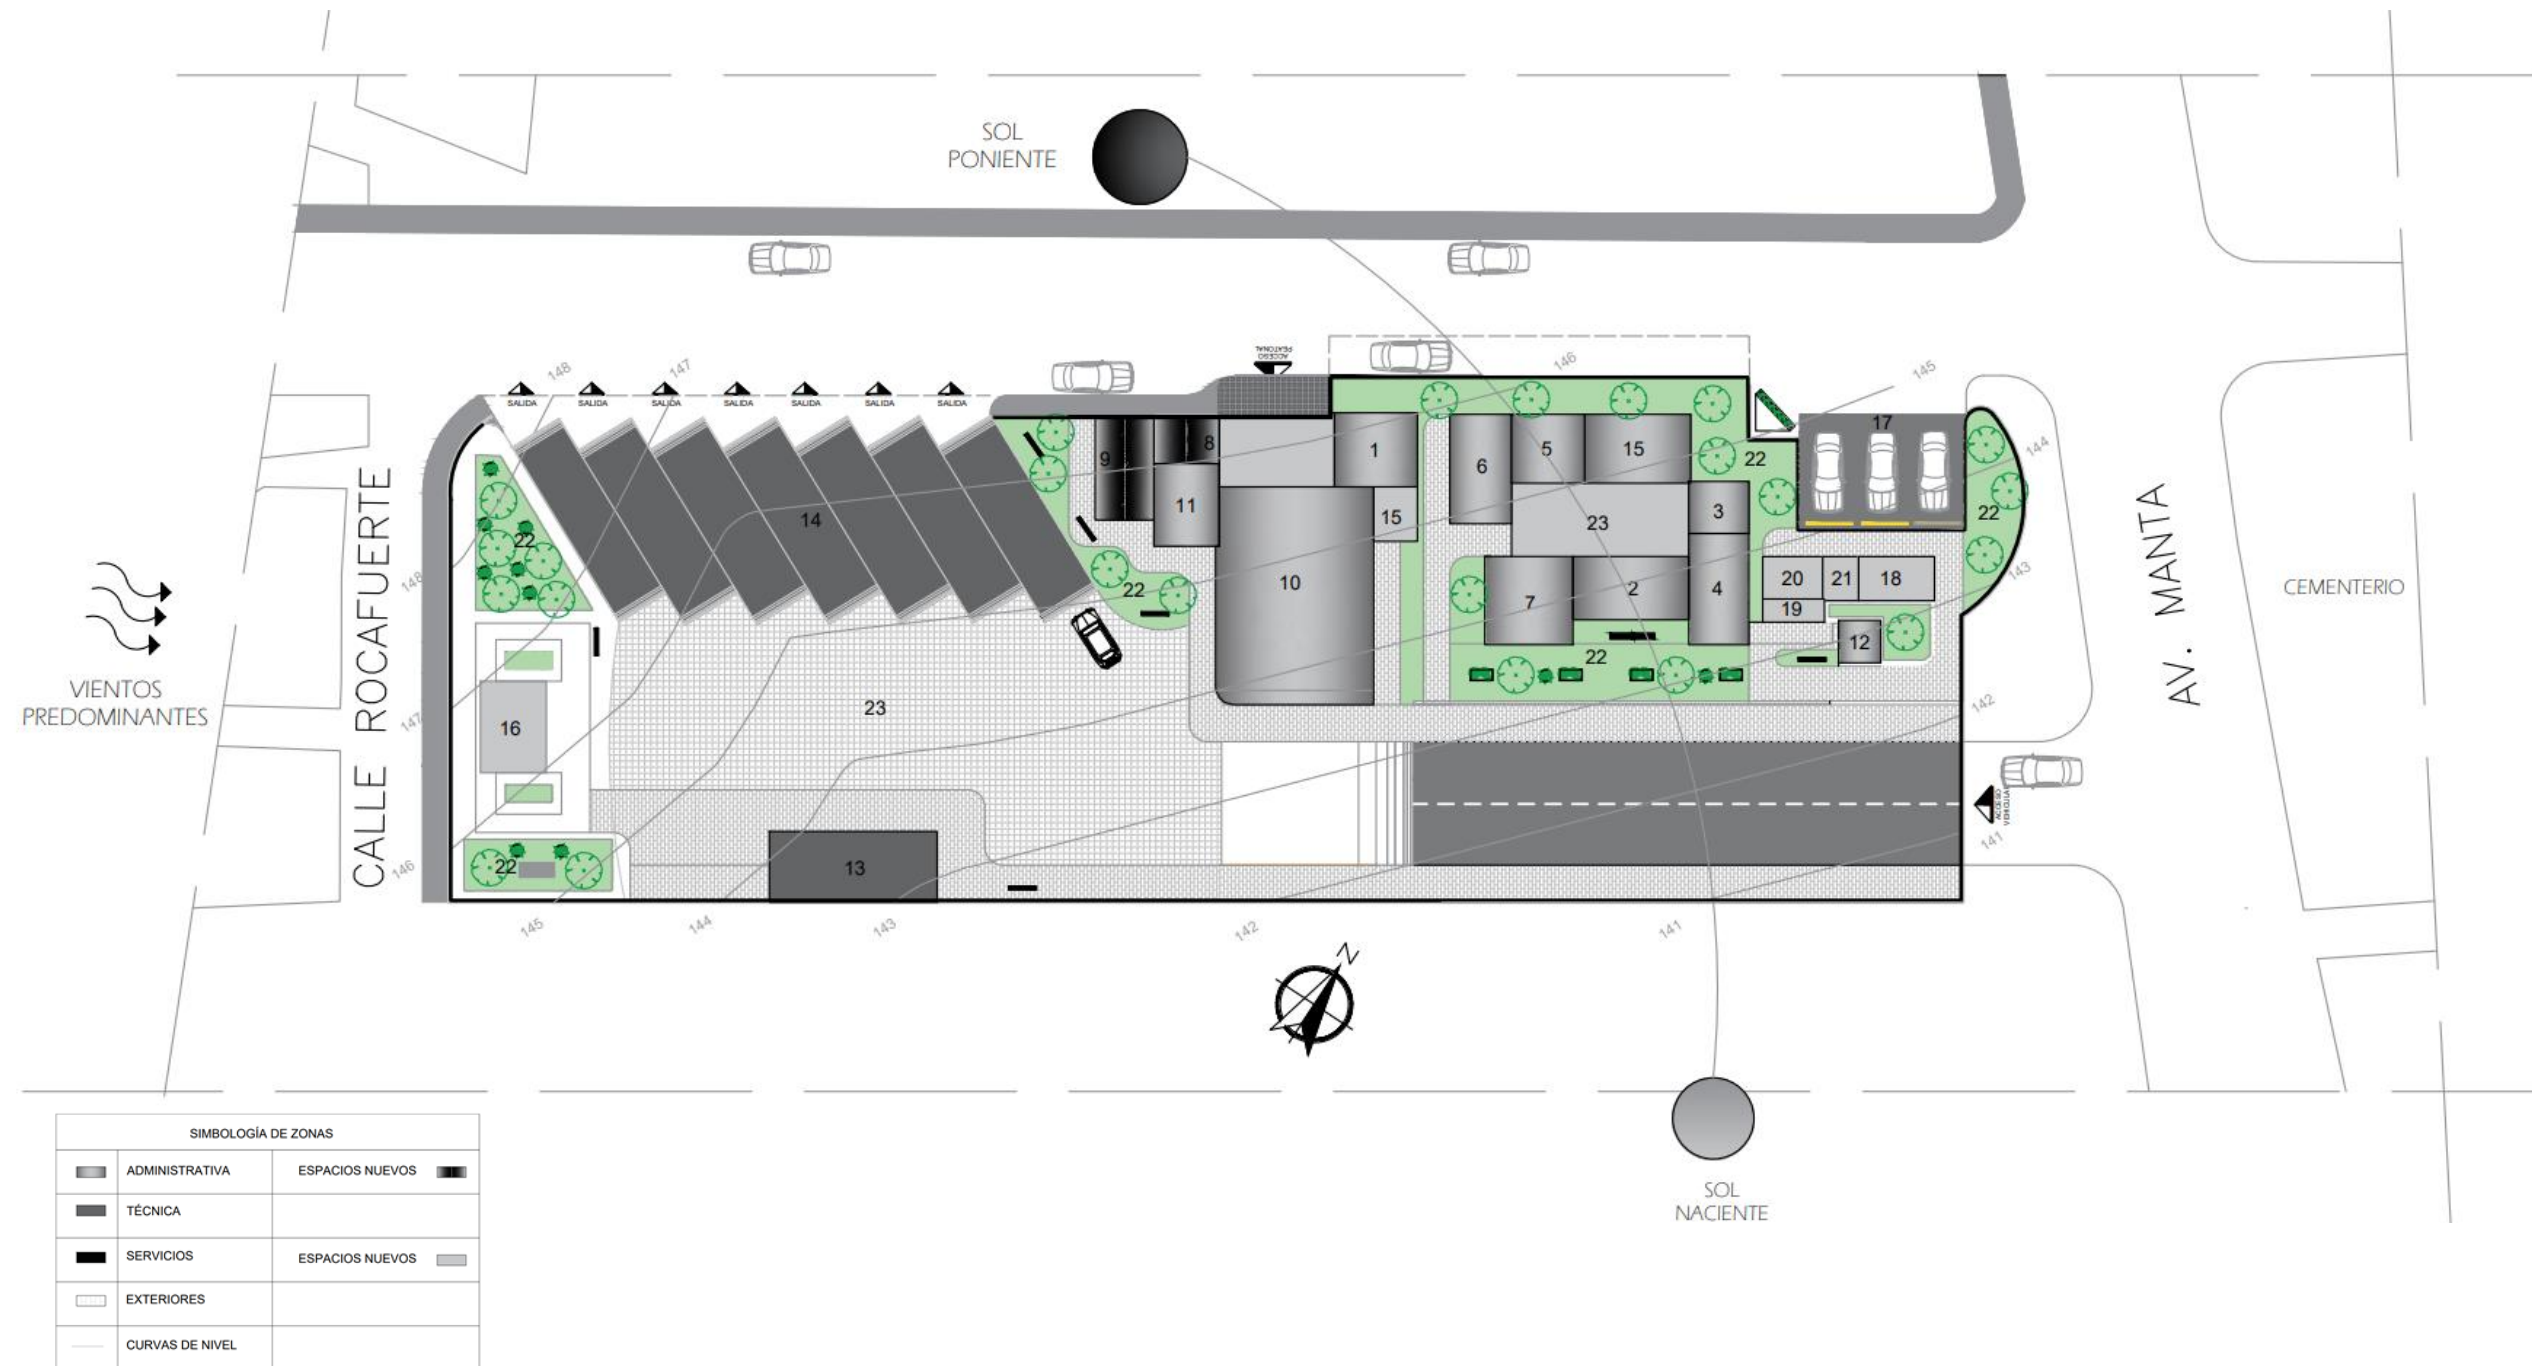 SOL
PONIENTE
ACCESO
PEATONAL
148
147
146
145
SALIDA
SALIDA
SALIDA
SALIDA
SALIDA
SALIDA
SALIDA
17
144
8
1
5
15
9
6
22
11
15
3
22
14
23
22
10
20
21
18
143
148
22
7
2
4
19
12
22
CALLE ROCAFUERTE
AV. MANTA
CEMENTERIO
VIENTOS
PREDOMINANTES
147
16
23
142
ACCESO
VEHICULAR
141
146
22
13
145
144
143
142
141
N
SOL
NACIENTE
SIMBOLOGÍA DE ZONAS
ADMINISTRATIVA
ESPACIOS NUEVOS
TÉCNICA
SERVICIOS
ESPACIOS NUEVOS
EXTERIORES
CURVAS DE NIVEL